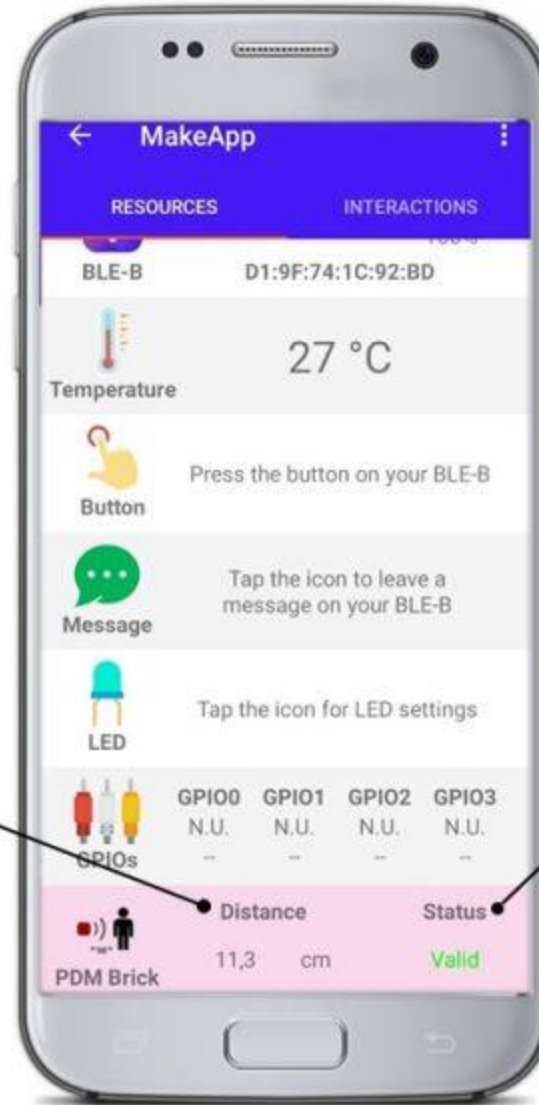 MakeApp
RESOURCES INTERACTIONS
100%
BLE-B D1:9F:74:1C:92:BD
27 °C
Temperature
Press the button on your BLE-B
Button
Tap the icon to leave a
message on your BLE-B
Message
Tap the icon for LED settings
LED
GPIO0 GPIO1 GPIO2 GPIO3
N.U. N.U. N.U. N.U.
-- -- -- --
GPIOs
Distance Status
11,3 cm Valid
PDM Brick